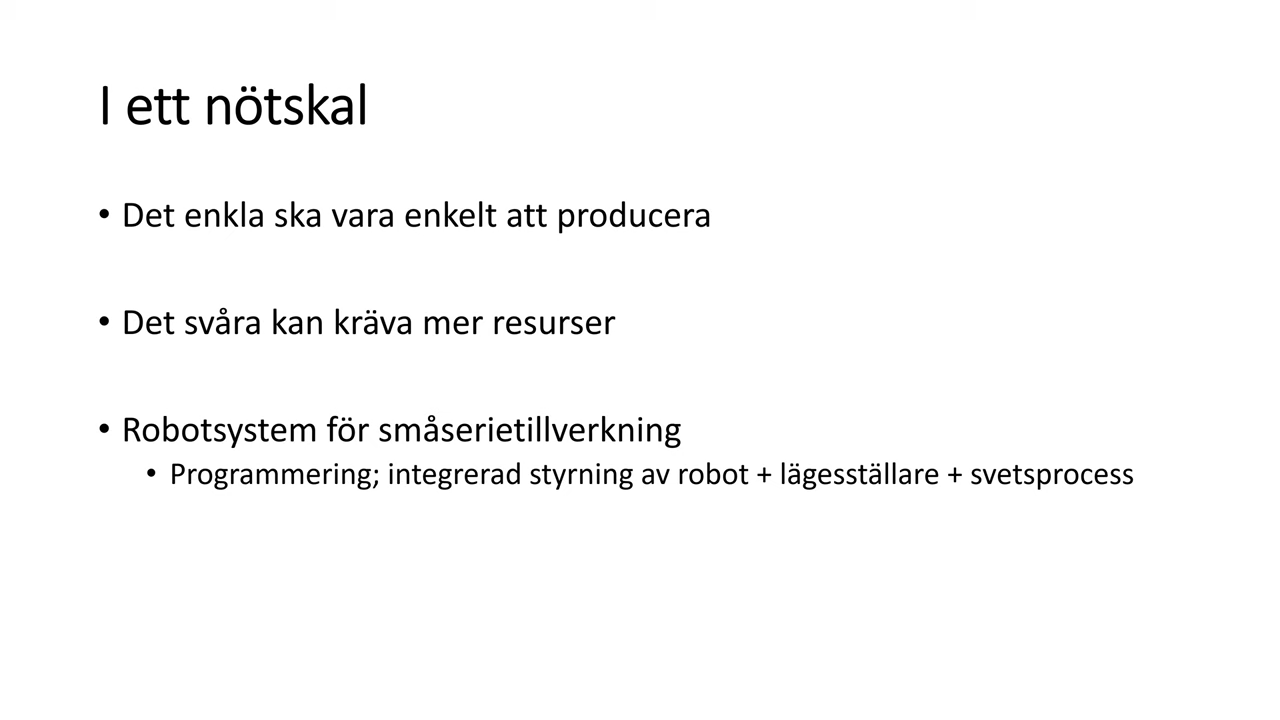 I ett nötskal
• Det enkla ska vara enkelt att producera
• Det svåra kan kräva mer resurser
• Robotsystem för småserietillverkning
• Programmering; integrerad styrning av robot + lägesställare + svetsprocess